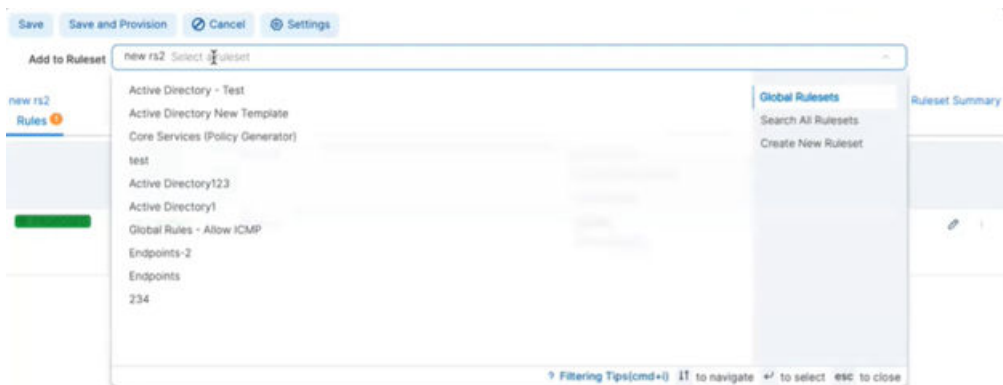 Save Save and Provision Cancel Settings
Add to Ruleset new rs2 Select a ruleset
new rs2
Rules
Active Directory - Test
Active Directory New Template
Core Services (Policy Generator)
test
Active Directory123
Active Directory1
Global Rules - Allow ICMP
Endpoints-2
Endpoints
234
Global Rulesets
Search All Rulesets
Create New Ruleset
Ruleset Summary
? Filtering Tips(cmd+i) to navigate to select esc to close